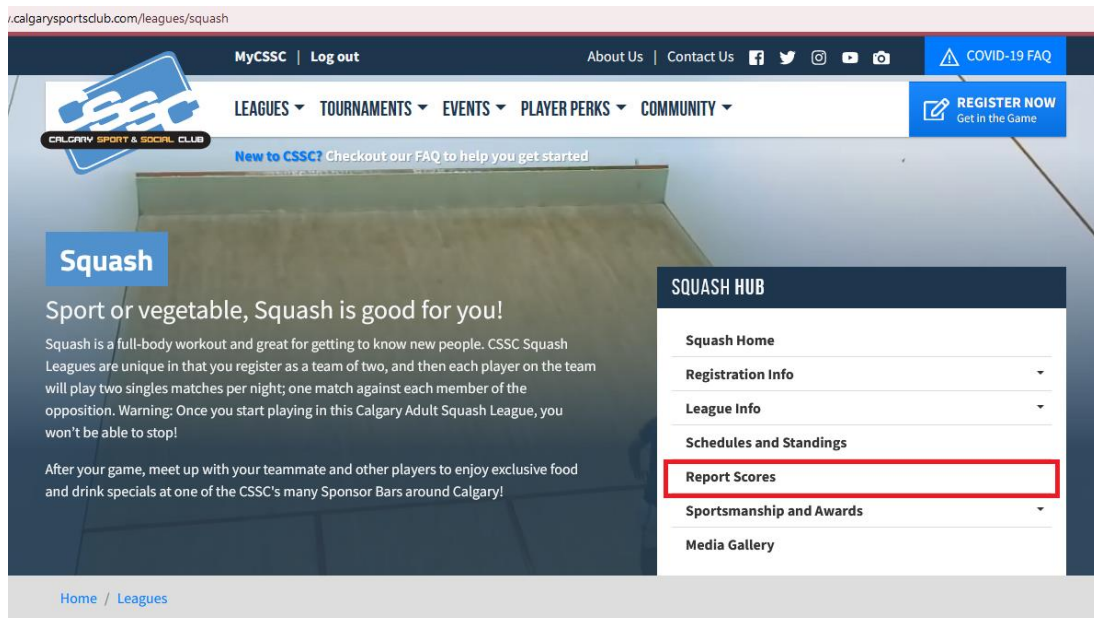 .calgarysportsclub.com/leagues/squash
MyCSSC | Log out
About Us | Contact Us
COVID-19 FAQ
CSSC
CALGARY SPORT & SOCIAL CLUB
LEAGUES TOURNAMENTS EVENTS PLAYER PERKS COMMUNITY
REGISTER NOW
Get in the Game
New to CSSC? Checkout our FAQ to help you get started
Squash
Sport or vegetable, Squash is good for you!
Squash is a full-body workout and great for getting to know new people. CSSC Squash
Leagues are unique in that you register as a team of two, and then each player on the team
will play two singles matches per night; one match against each member of the
opposition. Warning: Once you start playing in this Calgary Adult Squash League, you
won't be able to stop!
After your game, meet up with your teammate and other players to enjoy exclusive food
and drink specials at one of the CSSC's many Sponsor Bars around Calgary!
SQUASH HUB
Squash Home
Registration Info
League Info
Schedules and Standings
Report Scores
Sportsmanship and Awards
Media Gallery
Home / Leagues